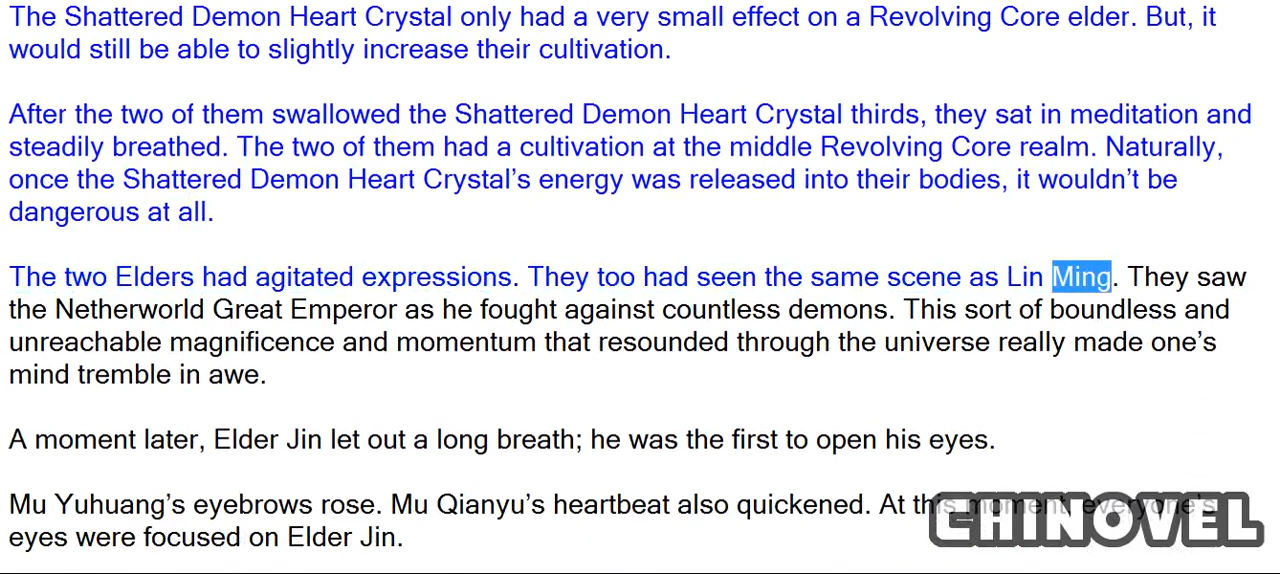 The Shattered Demon Heart Crystal only had a very small effect on a Revolving Core elder. But, it
would still be able to slightly increase their cultivation.
After the two of them swallowed the Shattered Demon Heart Crystal thirds, they sat in meditation and
steadily breathed. The two of them had a cultivation at the middle Revolving Core realm. Naturally,
once the Shattered Demon Heart Crystal’s energy was released into their bodies, it wouldn’t be
dangerous at all.
The two Elders had agitated expressions. They too had seen the same scene as Lin Ming. They saw
the Netherworld Great Emperor as he fought against countless demons. This sort of boundless and
unreachable magnificence and momentum that resounded through the universe really made one’s
mind tremble in awe.
A moment later, Elder Jin let out a long breath; he was the first to open his eyes.
Mu Yuhuang’s eyebrows rose. Mu Qianyu’s heartbeat also quickened. At this moment, everyone’s
eyes were focused on Elder Jin.
CHINOVEL